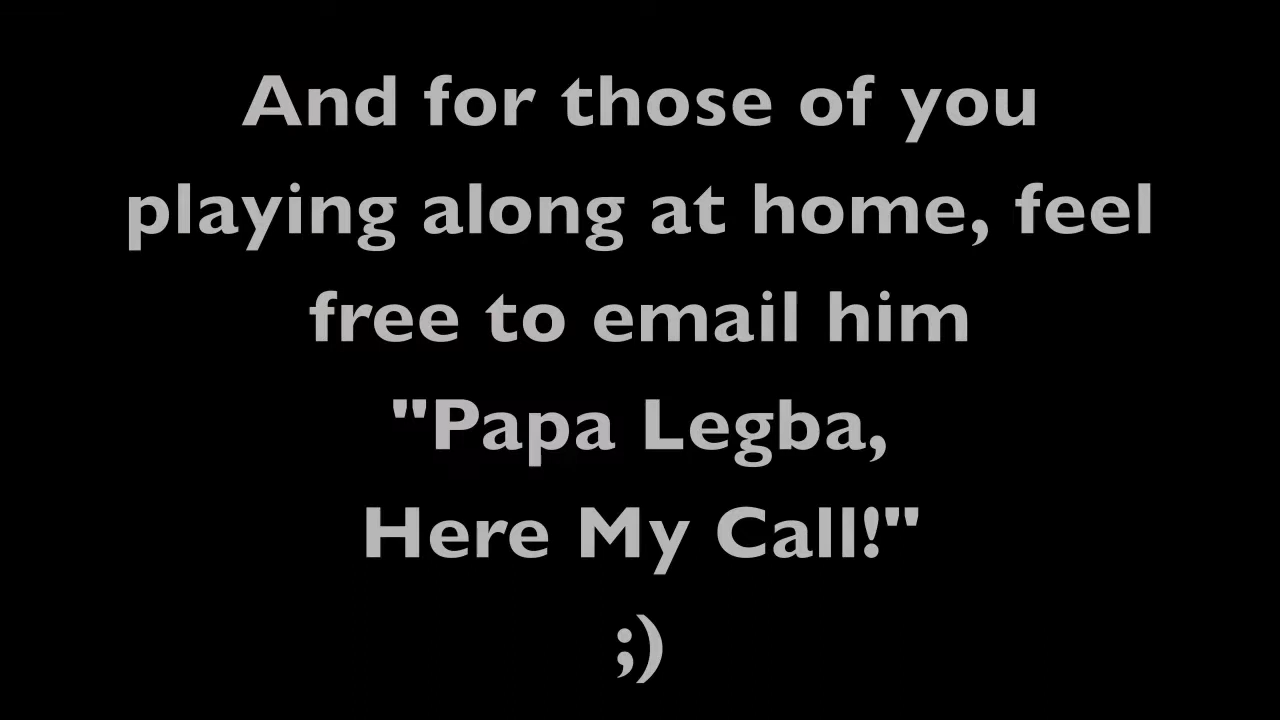 And for those of you
playing along at home, feel
free to email him
"Papa Legba,
Here My Call!"
;)